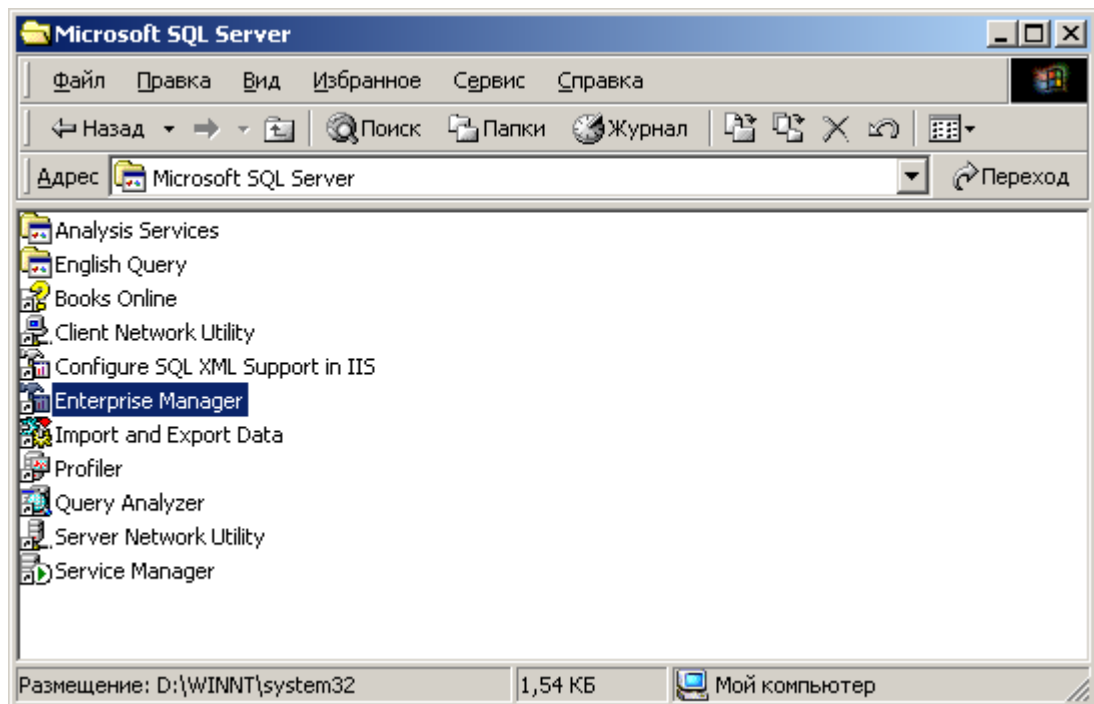 Microsoft SQL Server
Файл Правка Вид Избранное Сервис Справка
Назад Поиск Папки Журнал
Адрес Microsoft SQL Server Переход
Analysis Services
English Query
Books Online
Client Network Utility
Configure SQL XML Support in IIS
Enterprise Manager
Import and Export Data
Profiler
Query Analyzer
Server Network Utility
Service Manager
Размещение: D:\WINNT\system32 1,54 КБ Мой компьютер